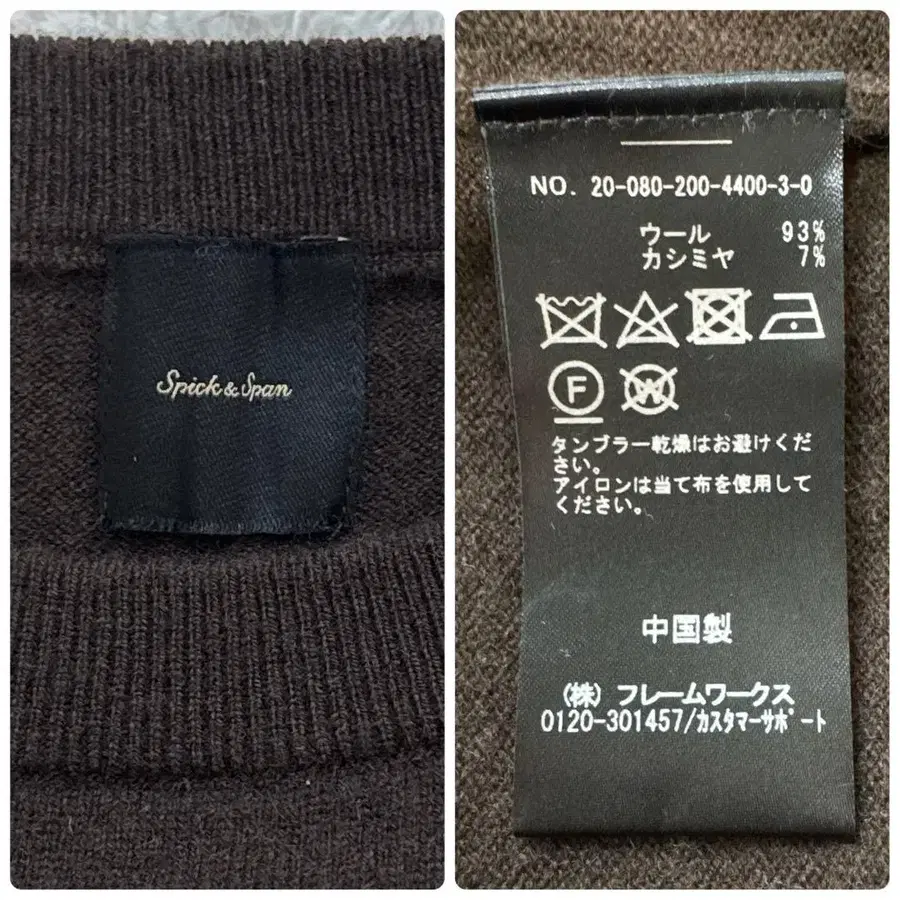 Spick & Span
NO. 20-080-200-4400-3-0
ウール 93%
カシミヤ 7%
F W
タンブラー乾燥はお避けくだ
さい。
アイロンは当て布を使用して
ください。
中国製
(株) フレームワークス
0120-301457/ｶｽﾀﾏｰｻﾎﾟｰﾄ